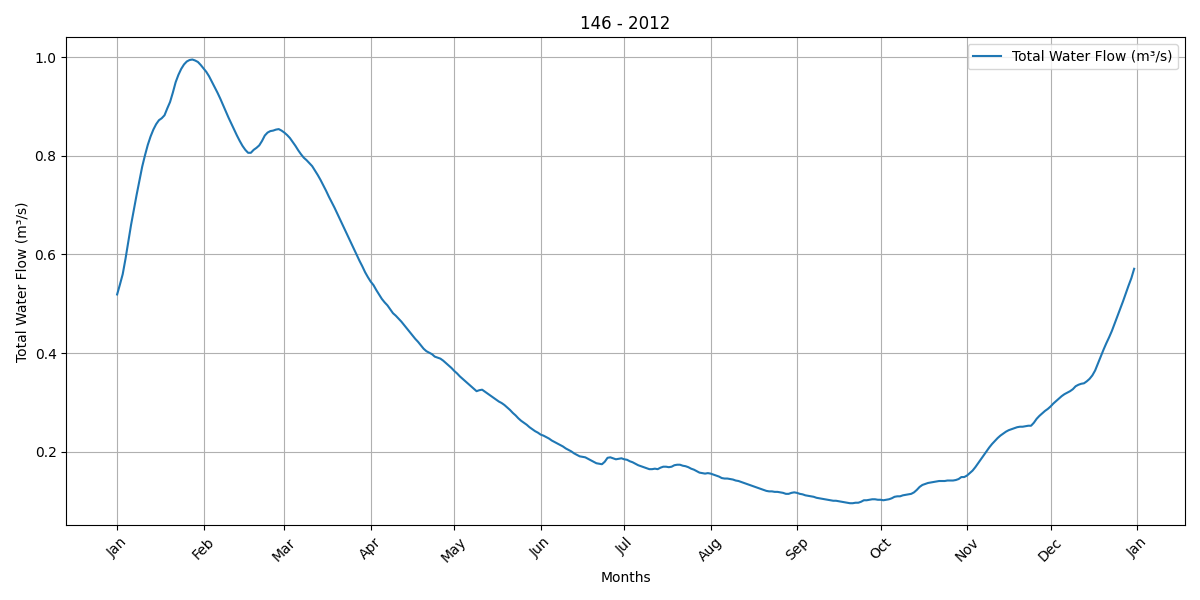 146 - 2012
Total Water Flow (m³/s)
Total Water Flow (m³/s)
1.0
0.8
0.6
0.4
0.2
Jan
Feb
Mar
Apr
May
Jun
Jul
Aug
Sep
Oct
Nov
Dec
Jan
Months